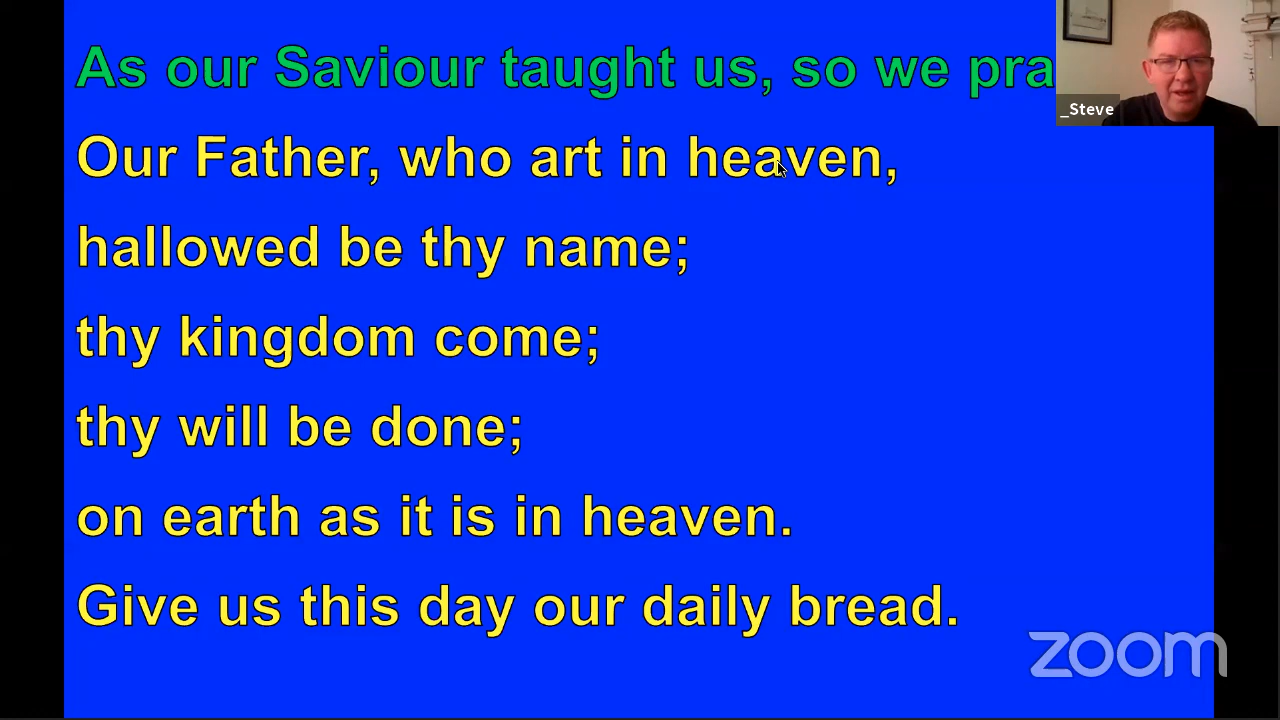 As our Saviour taught us, so we pra
_Steve
Our Father, who art in heaven,
hallowed be thy name;
thy kingdom come;
thy will be done;
on earth as it is in heaven.
Give us this day our daily bread.
zoom